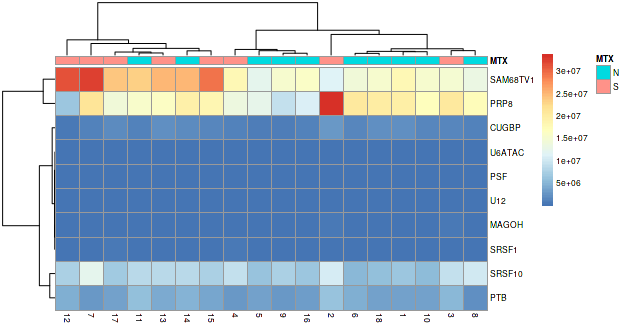 MTX
SAM68TV1
PRP8
CUGBP
U6ATAC
PSF
U12
MAGOH
SRSF1
SRSF10
PTB
12 7 17 11 13 14 15 4 5 9 16 2 6 18 1 10 3 8
3e+07
2.5e+07
2e+07
1.5e+07
1e+07
5e+06
MTX
N
S